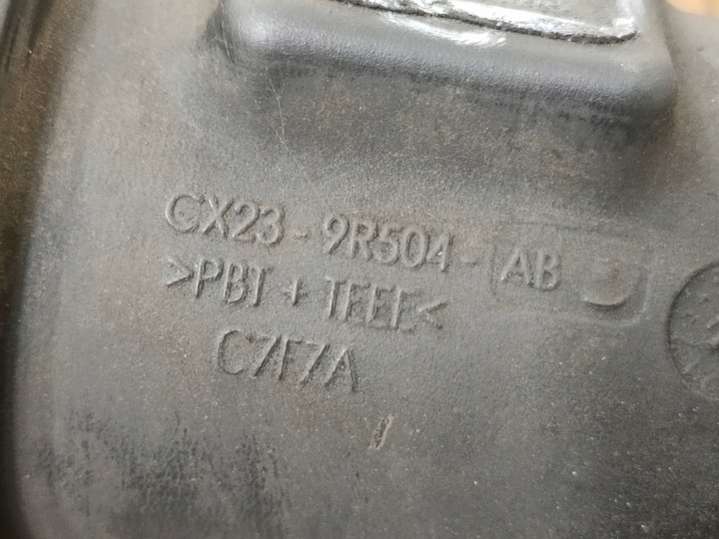 CX23 - 9R504 - AB
>PBT + TEEE<
C7F7A